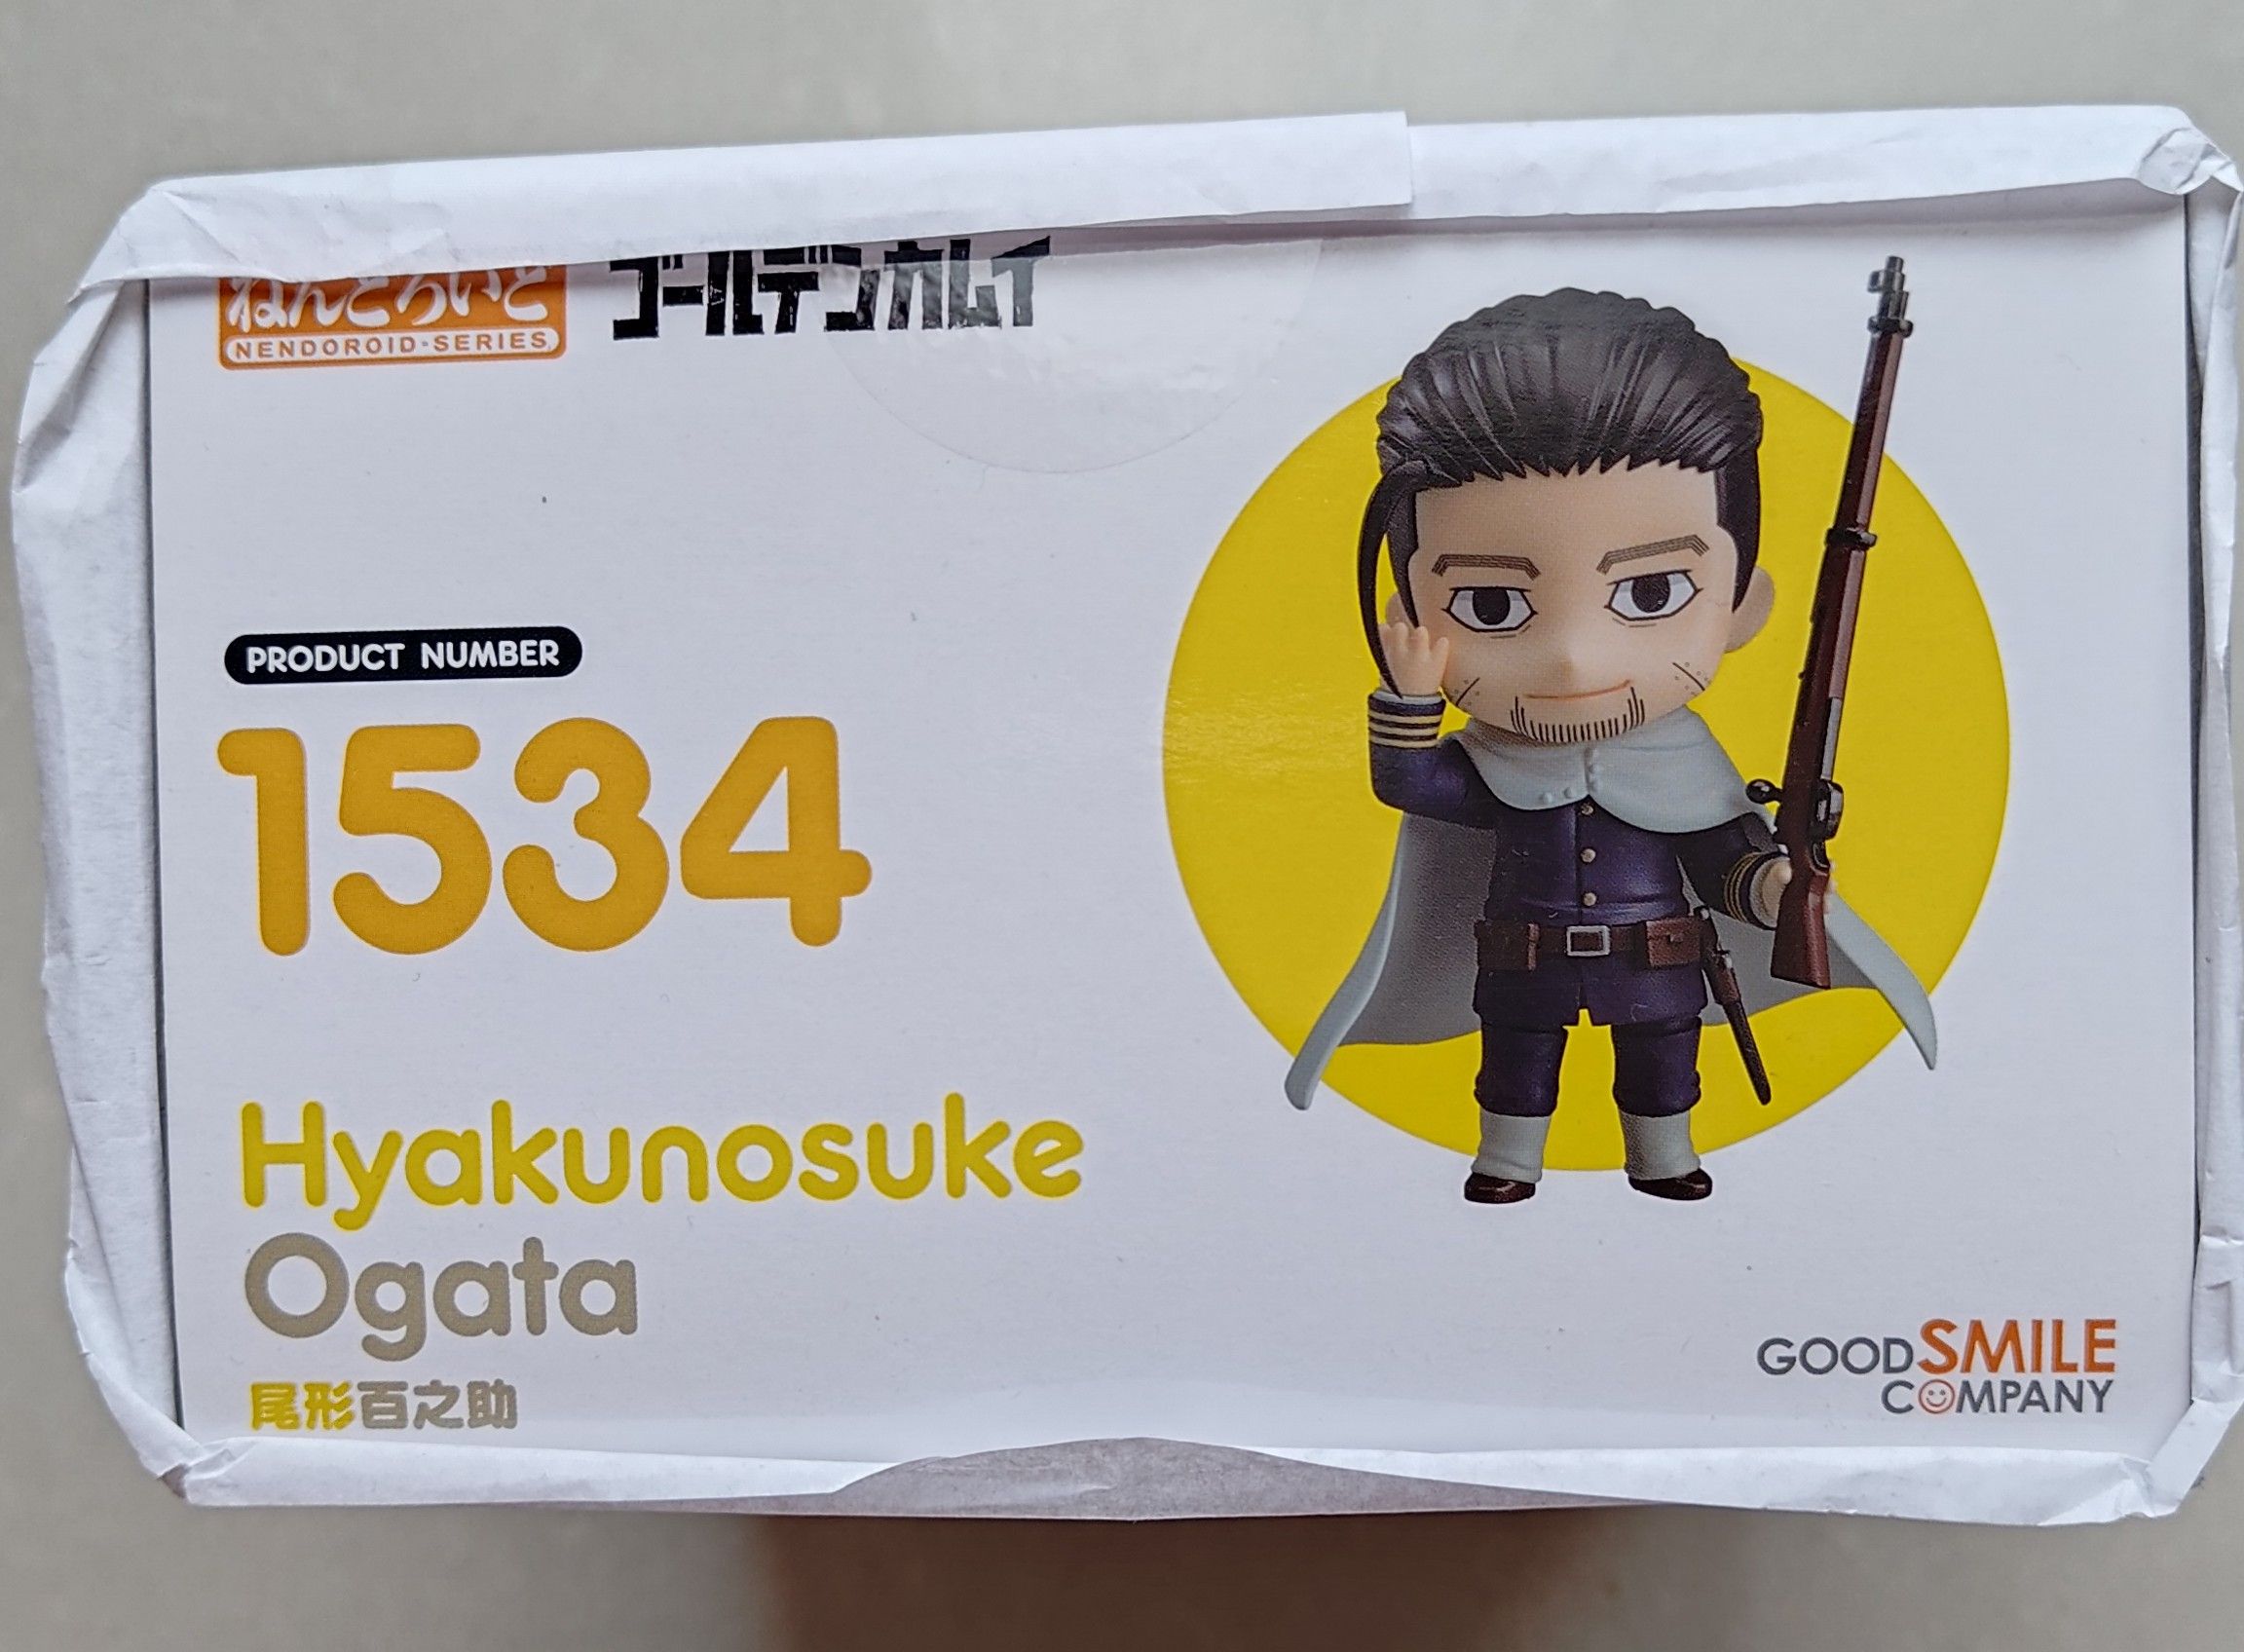 ねんどろいど
NENDOROID·SERIES
ゴールデンカムイ
PRODUCT NUMBER
1534
Hyakunosuke
Ogata
尾形百之助
GOOD SMILE
COMPANY